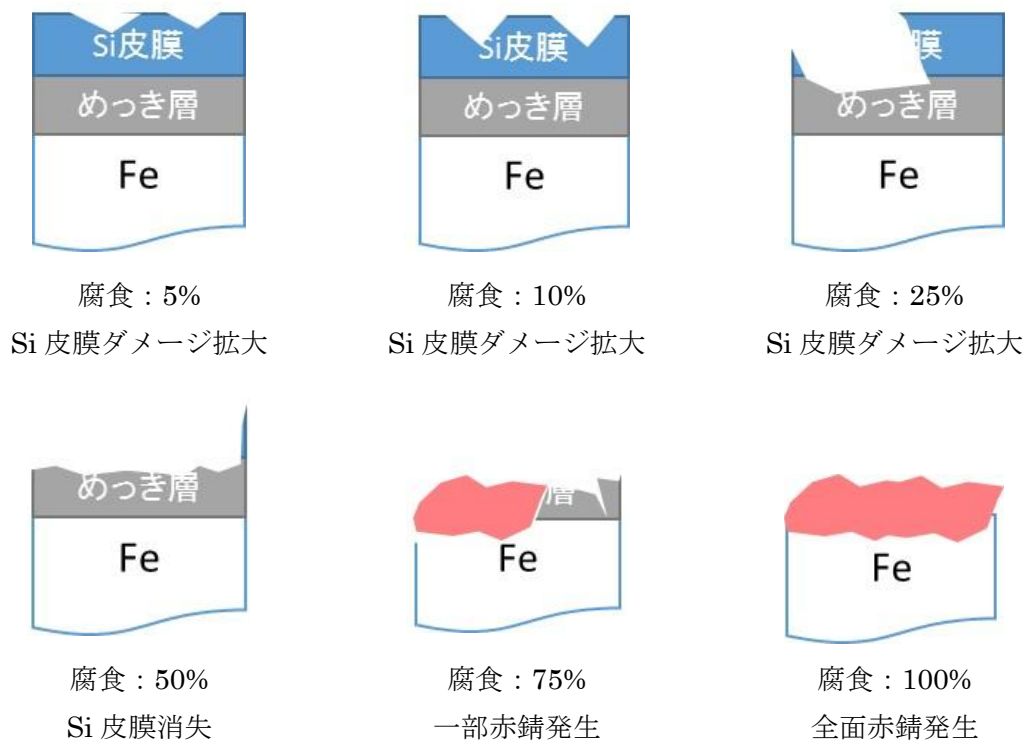 Si皮膜
めっき層
Fe
腐食：5%
Si 皮膜ダメージ拡大
Si皮膜
めっき層
Fe
腐食：10%
Si 皮膜ダメージ拡大
膜
めっき層
Fe
腐食：25%
Si 皮膜ダメージ拡大
めっき層
Fe
腐食：50%
Si 皮膜消失
層
Fe
腐食：75%
一部赤錆発生
Fe
腐食：100%
全面赤錆発生